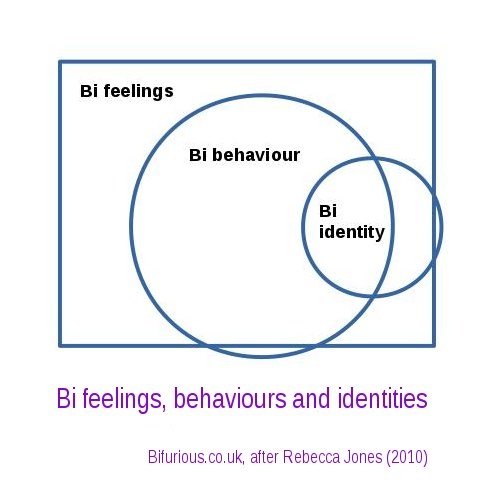 Bi feelings
Bi behaviour
Bi
identity
Bi feelings, behaviours and identities
Bifurious.co.uk, after Rebecca Jones (2010)